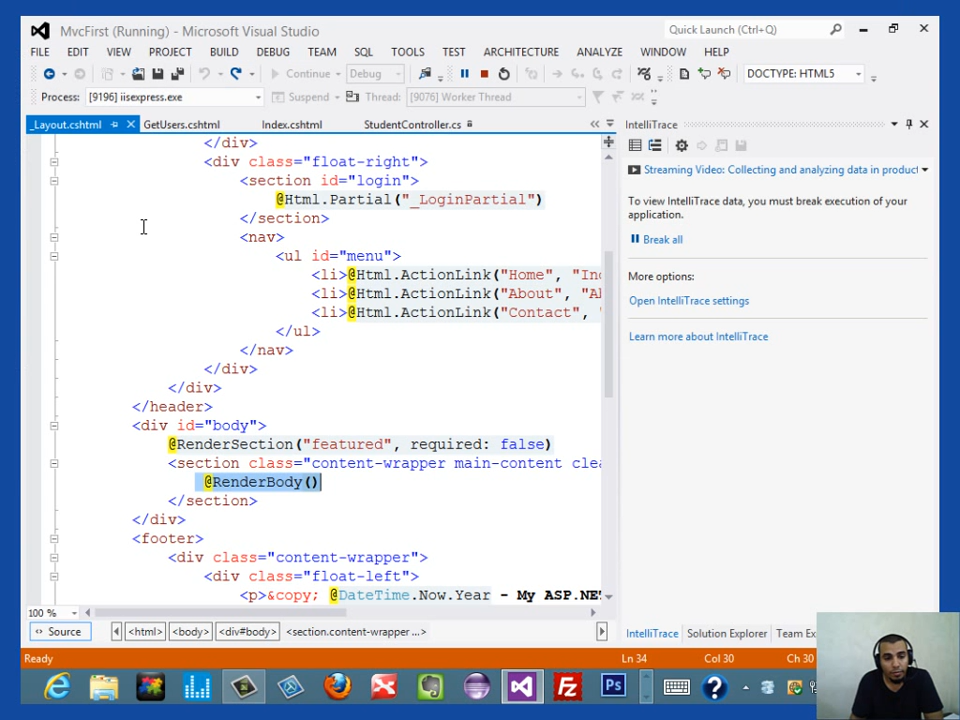 MvcFirst (Running) - Microsoft Visual Studio
Quick Launch (Ctrl+Q)
FILE EDIT VIEW PROJECT BUILD DEBUG TEAM SQL TOOLS TEST ARCHITECTURE ANALYZE WINDOW HELP
Continue Debug DOCTYPE: HTML5
Process: [9196] iisexpress.exe Suspend Thread: [9076] Worker Thread
_Layout.cshtml GetUsers.cshtml Index.cshtml StudentController.cs
</div>
<div class="float-right">
<section id="login">
@Html.Partial("_LoginPartial")
</section>
<nav>
<ul id="menu">
<li>@Html.ActionLink("Home", "Ind
<li>@Html.ActionLink("About", "Ab
<li>@Html.ActionLink("Contact", "
</ul>
</nav>
</div>
</div>
</header>
<div id="body">
@RenderSection("featured", required: false)
<section class="content-wrapper main-content clea
@RenderBody()
</section>
</div>
<footer>
<div class="content-wrapper">
<div class="float-left">
<p>&copy; @DateTime.Now.Year - My ASP.NE
100 %
Source <html> <body> <div#body> <section.content-wrapper ...>
IntelliTrace
Streaming Video: Collecting and analyzing data in product
To view IntelliTrace data, you must break execution of your
application.
Break all
More options:
Open IntelliTrace settings
Learn more about IntelliTrace
IntelliTrace Solution Explorer Team Ex
Ready Ln 34 Col 30 Ch 30
Ps